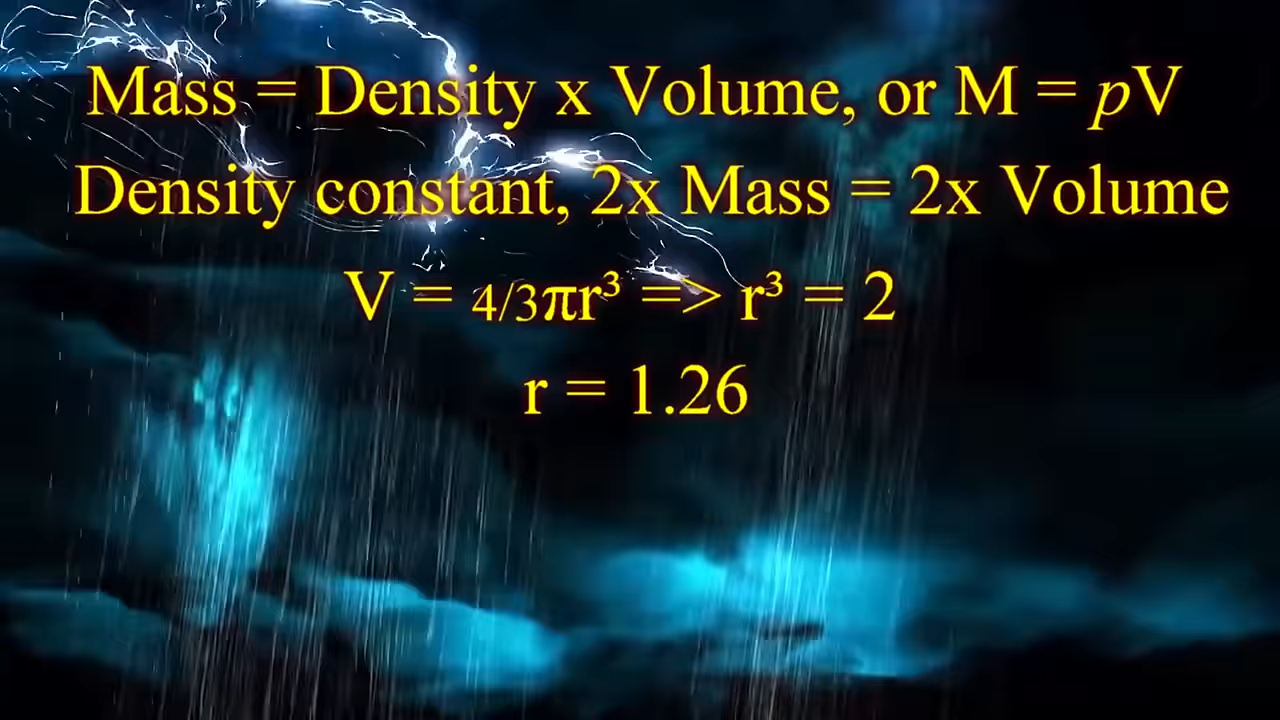 Mass = Density x Volume, or M = pV
Density constant, 2x Mass = 2x Volume
V = 4/3πr³ => r³ = 2
r = 1.26